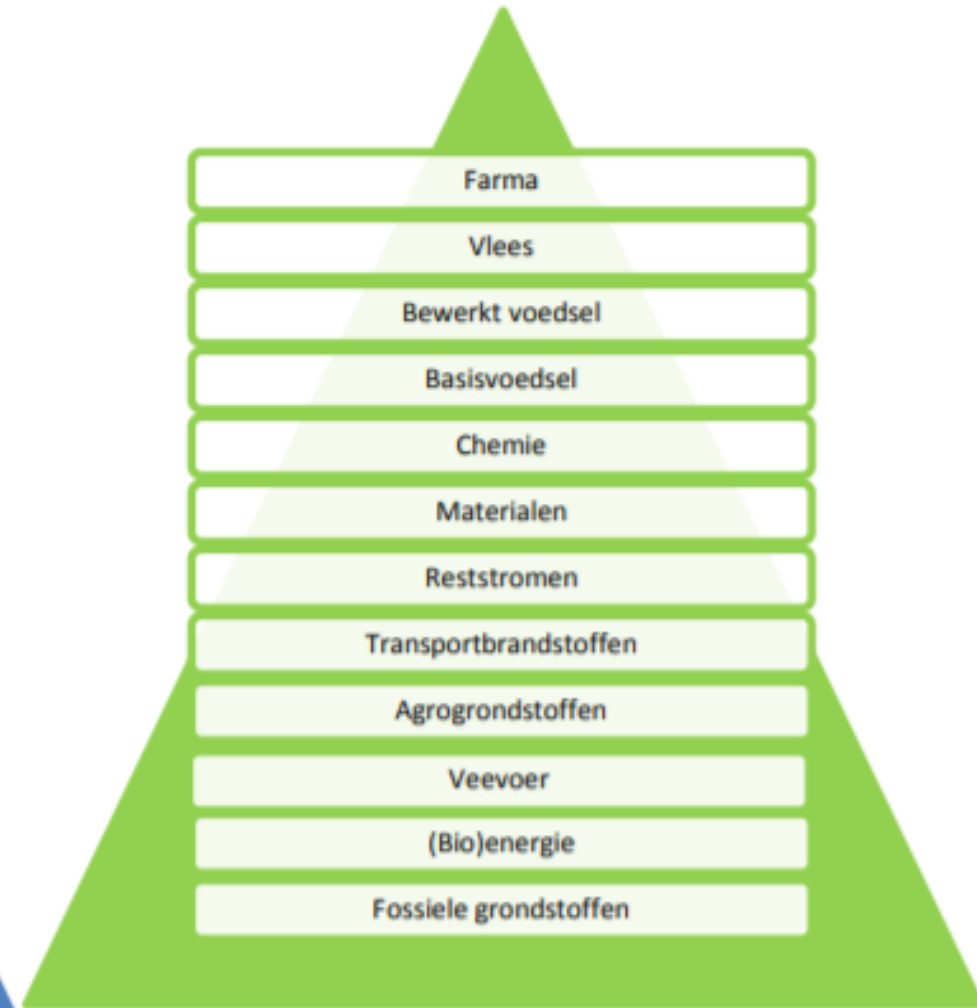 Farma
Vlees
Bewerkt voedsel
Basisvoedsel
Chemie
Materialen
Reststromen
Transportbrandstoffen
Agrogrondstoffen
Veevoer
(Bio)energie
Fossiele grondstoffen